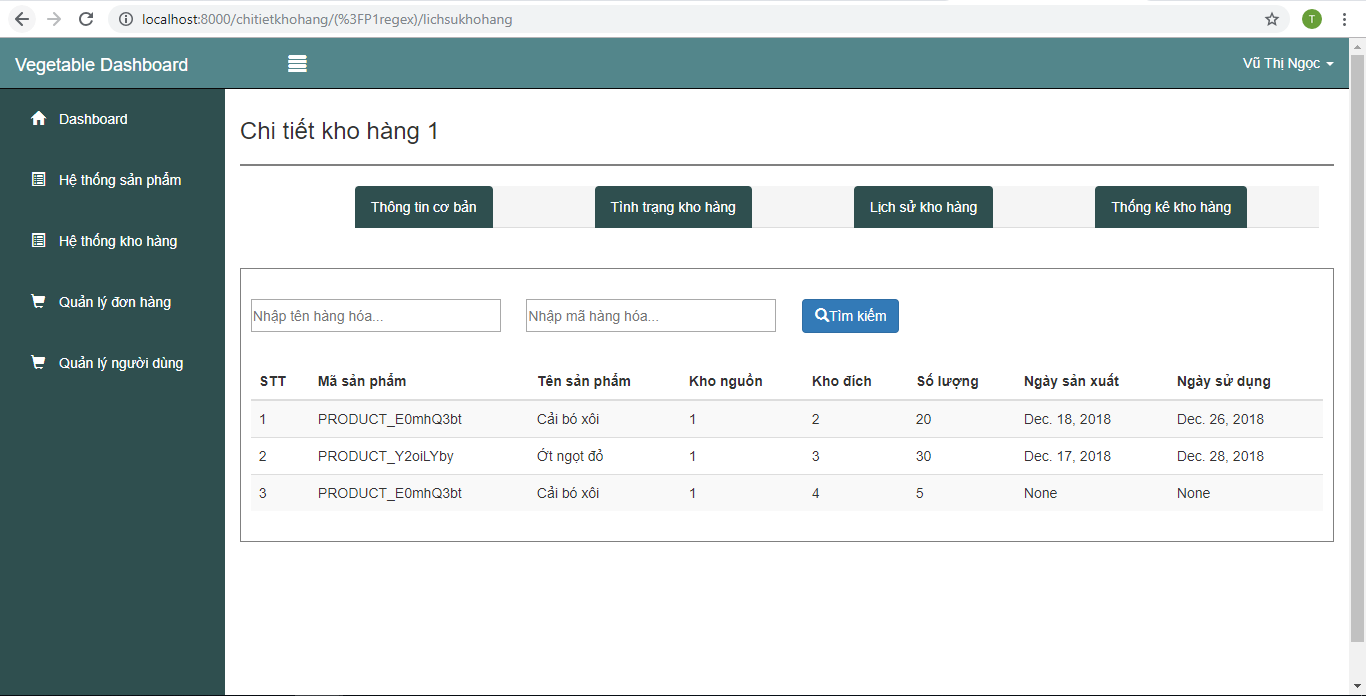 localhost:8000/chitietkhohang/(%3FP1regex)/lichsukhohang
T
Vegetable Dashboard
Vũ Thị Ngọc
Dashboard
Hệ thống sản phẩm
Hệ thống kho hàng
Quản lý đơn hàng
Quản lý người dùng
Chi tiết kho hàng 1
Thông tin cơ bản Tình trạng kho hàng Lịch sử kho hàng Thống kê kho hàng
Nhập tên hàng hóa... Nhập mã hàng hóa... Tìm kiếm
STT Mã sản phẩm Tên sản phẩm Kho nguồn Kho đích Số lượng Ngày sản xuất Ngày sử dụng
1 PRODUCT_E0mhQ3bt Cải bó xôi 1 2 20 Dec. 18, 2018 Dec. 26, 2018
2 PRODUCT_Y2oiLYby Ớt ngọt đỏ 1 3 30 Dec. 17, 2018 Dec. 28, 2018
3 PRODUCT_E0mhQ3bt Cải bó xôi 1 4 5 None None